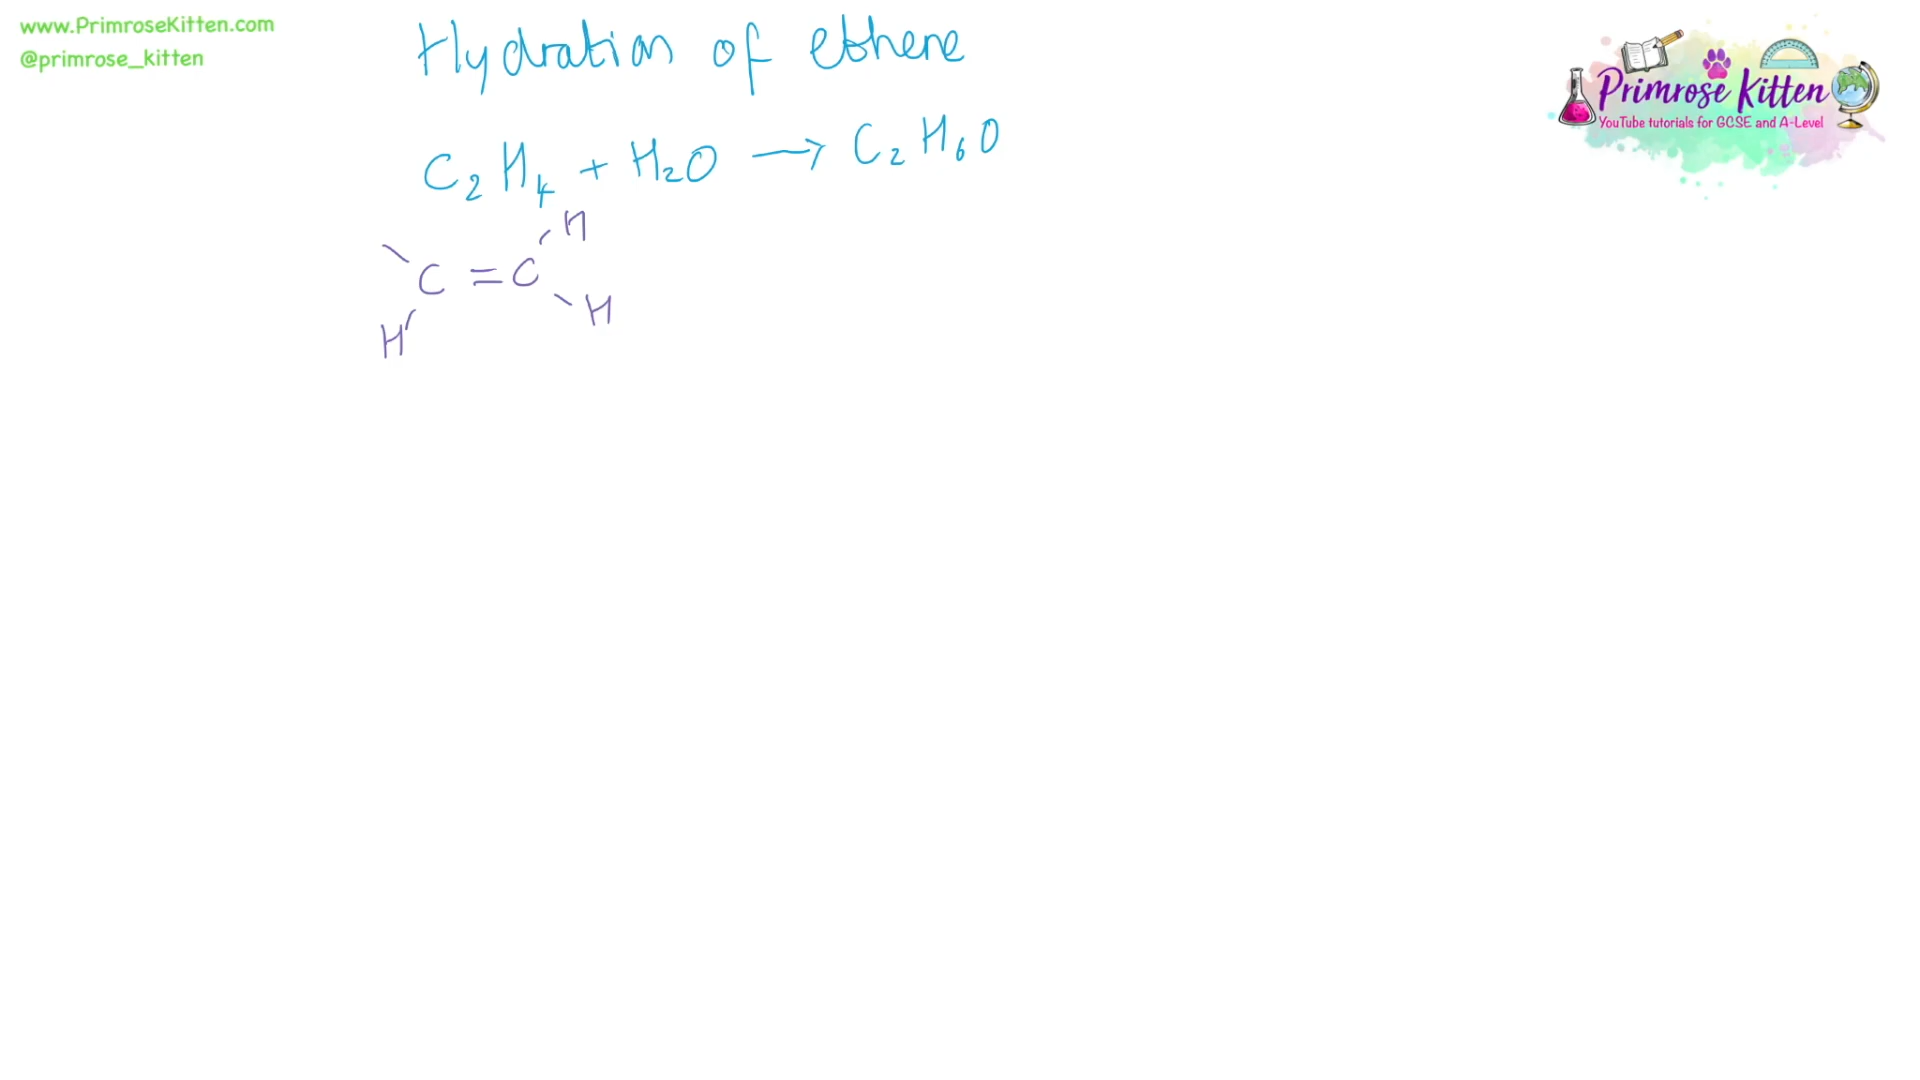 www.PrimroseKitten.com
@primrose_kitten
Hydration of ethene
C₂H₄ + H₂O → C₂H₆O
H
C = C
H
H
Primrose Kitten
YouTube tutorials for GCSE and A-Level